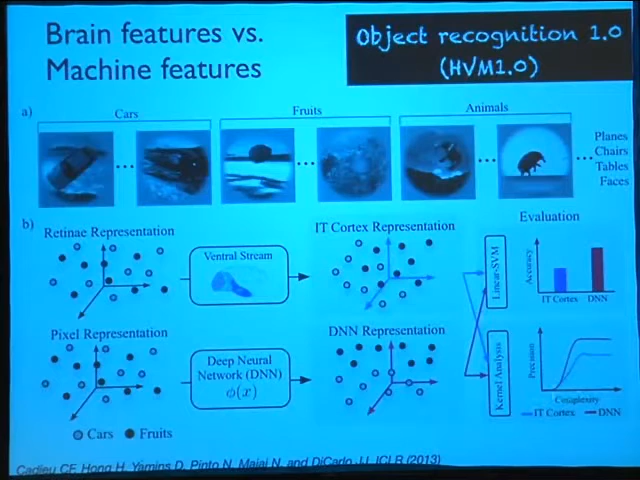 Brain features vs.
Machine features
Object recognition 1.0
(HVM1.0)
a)
Cars
Fruits
Animals
Planes
Chairs
Tables
Faces
b)
Retinae Representation
Ventral Stream
IT Cortex Representation
Evaluation
Linear-SVM
Accuracy
IT Cortex
DNN
Pixel Representation
Deep Neural
Network (DNN)
ϕ(x)
DNN Representation
Kernel Analysis
Precision
Complexity
IT Cortex
DNN
Cars
Fruits
Cadieu CF, Hong H, Yamins D, Pinto N, Majaj N, and DiCarlo JJ, ICLR (2013)